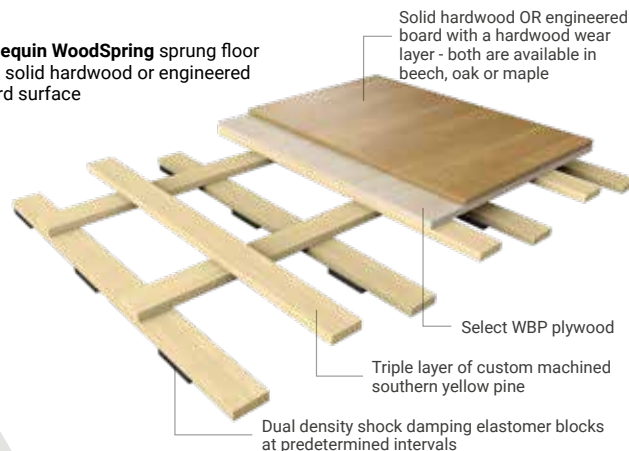 equin WoodSpring sprung floor
solid hardwood or engineered
rd surface
Solid hardwood OR engineered
board with a hardwood wear
layer - both are available in
beech, oak or maple
Select WBP plywood
Triple layer of custom machined
southern yellow pine
Dual density shock damping elastomer blocks
at predetermined intervals